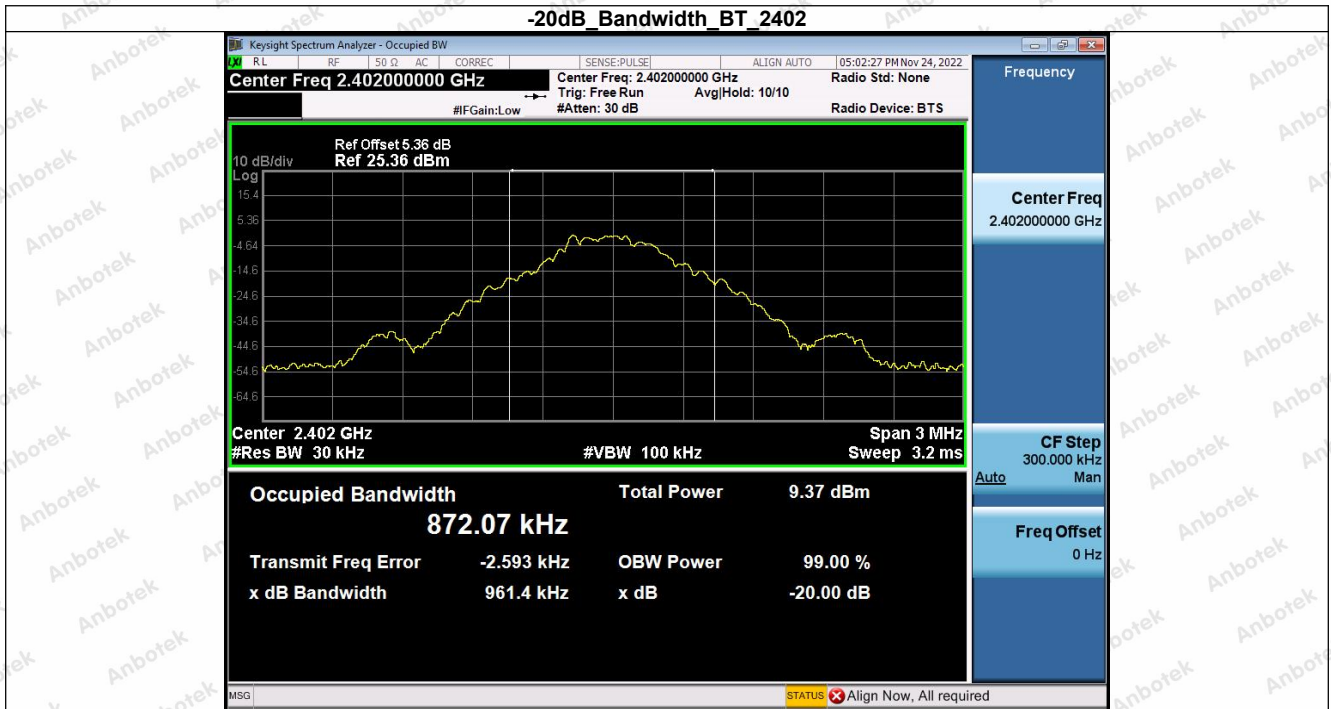 -20dB_Bandwidth_BT_2402
Keysight Spectrum Analyzer - Occupied BW
LXI RL RF 50 Ω AC CORREC SENSE:PULSE ALIGN AUTO 05:02:27 PM Nov 24, 2022
Center Freq 2.402000000 GHz
Center Freq: 2.402000000 GHz Radio Std: None
Trig: Free Run Avg|Hold: 10/10
#IFGain:Low #Atten: 30 dB Radio Device: BTS
Frequency
Ref Offset 5.36 dB
10 dB/div Ref 25.36 dBm
Log
15.4
5.36
-4.64
-14.6
-24.6
-34.6
-44.6
-54.6
-64.6
Center 2.402 GHz Span 3 MHz
#Res BW 30 kHz #VBW 100 kHz Sweep 3.2 ms
Center Freq
2.402000000 GHz
CF Step
300.000 kHz
Auto Man
Freq Offset
0 Hz
Occupied Bandwidth Total Power 9.37 dBm
872.07 kHz
Transmit Freq Error -2.593 kHz OBW Power 99.00 %
x dB Bandwidth 961.4 kHz x dB -20.00 dB
MSG STATUS Align Now, All required
Anbotek